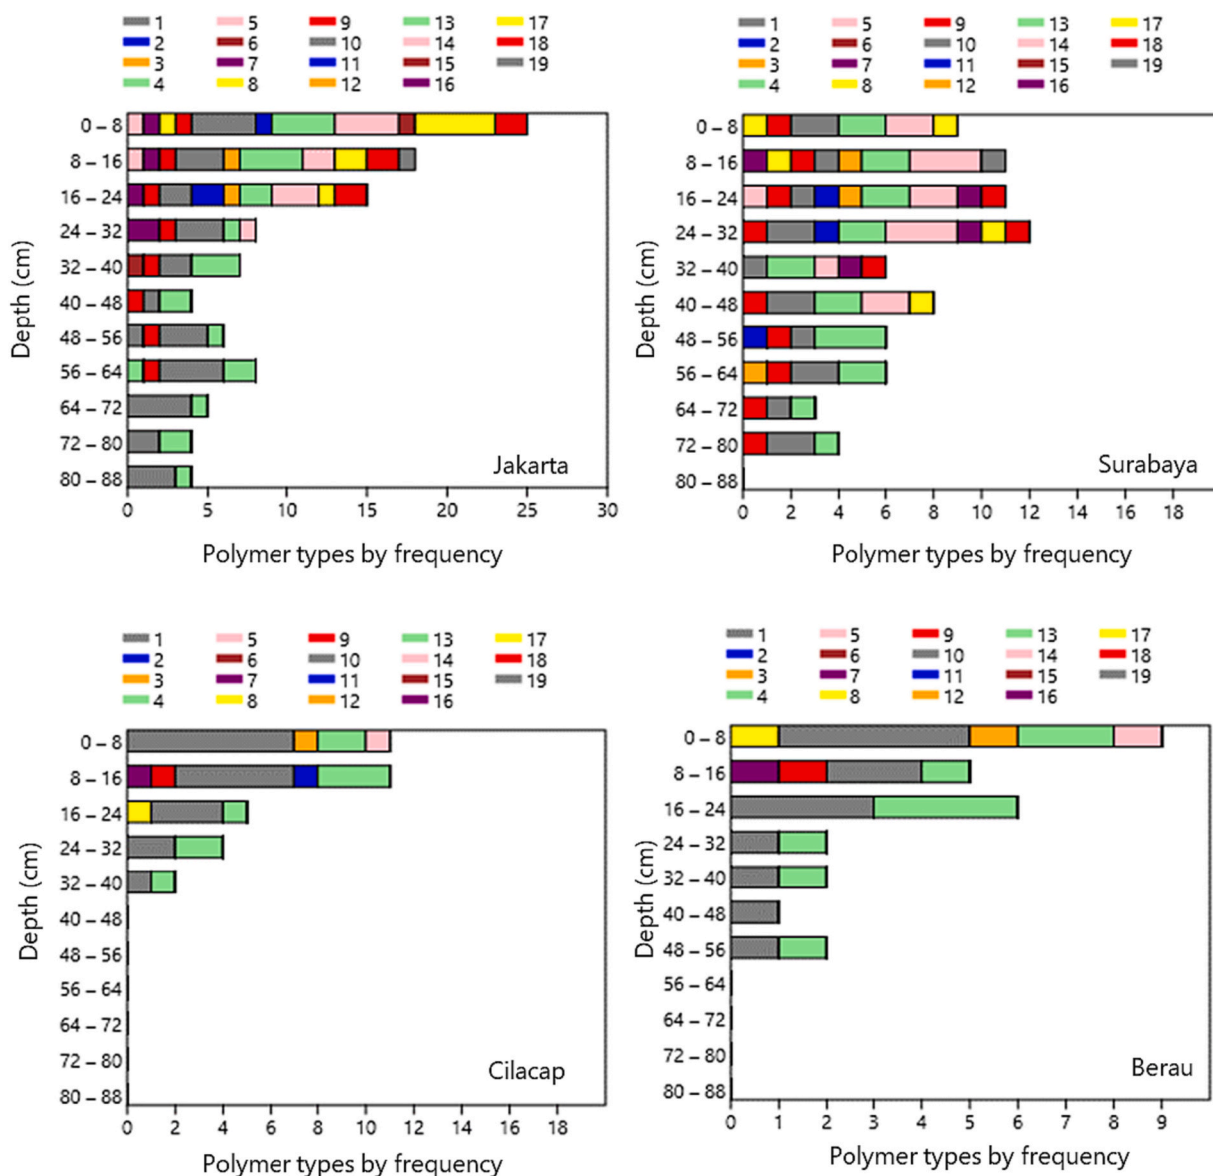 1 5 9 13 17
2 6 10 14 18
3 7 11 15 19
4 8 12 16
Depth (cm)
0 – 8
8 – 16
16 – 24
24 – 32
32 – 40
40 – 48
48 – 56
56 – 64
64 – 72
72 – 80
80 – 88
Jakarta
0 5 10 15 20 25 30
Polymer types by frequency
1 5 9 13 17
2 6 10 14 18
3 7 11 15 19
4 8 12 16
Depth (cm)
0 – 8
8 – 16
16 – 24
24 – 32
32 – 40
40 – 48
48 – 56
56 – 64
64 – 72
72 – 80
80 – 88
Surabaya
0 2 4 6 8 10 12 14 16 18
Polymer types by frequency
1 5 9 13 17
2 6 10 14 18
3 7 11 15 19
4 8 12 16
Depth (cm)
0 – 8
8 – 16
16 – 24
24 – 32
32 – 40
40 – 48
48 – 56
56 – 64
64 – 72
72 – 80
80 – 88
Cilacap
0 2 4 6 8 10 12 14 16 18
Polymer types by frequency
1 5 9 13 17
2 6 10 14 18
3 7 11 15 19
4 8 12 16
Depth (cm)
0 – 8
8 – 16
16 – 24
24 – 32
32 – 40
40 – 48
48 – 56
56 – 64
64 – 72
72 – 80
80 – 88
Berau
0 1 2 3 4 5 6 7 8 9
Polymer types by frequency